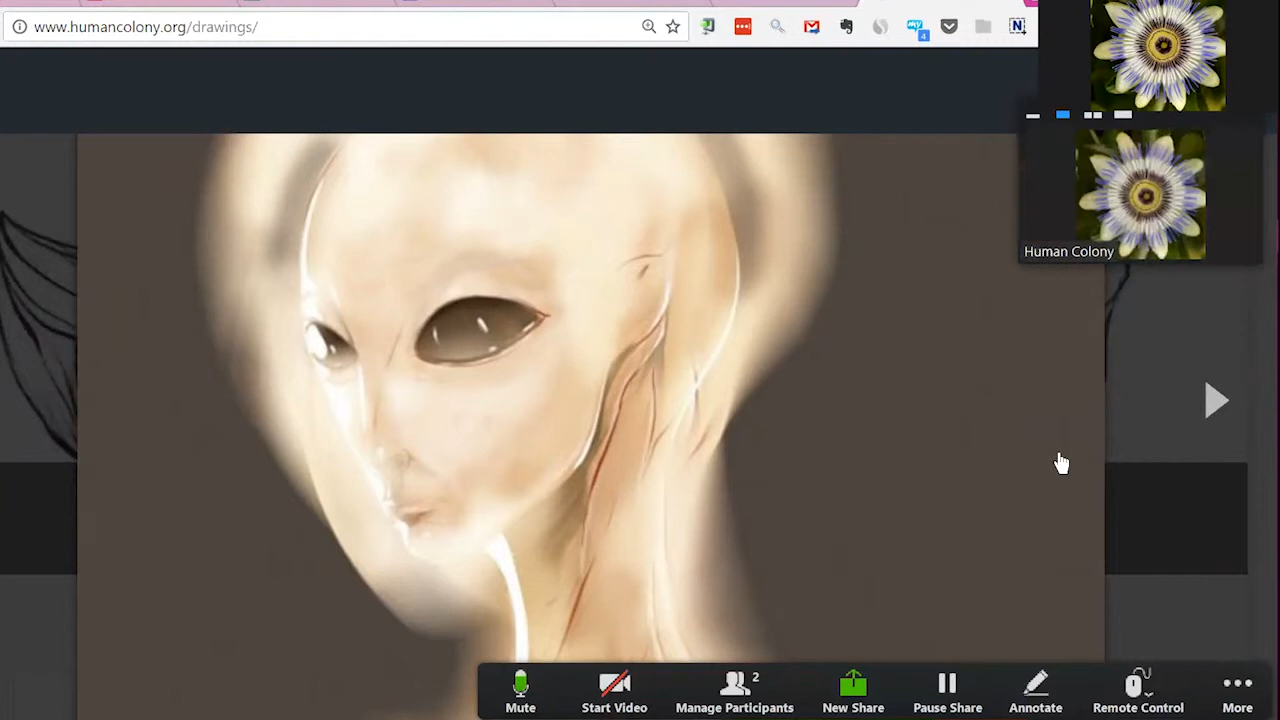 www.humancolony.org/drawings/
4
N
Human Colony
Mute
Start Video
2
Manage Participants
New Share
Pause Share
Annotate
Remote Control
More